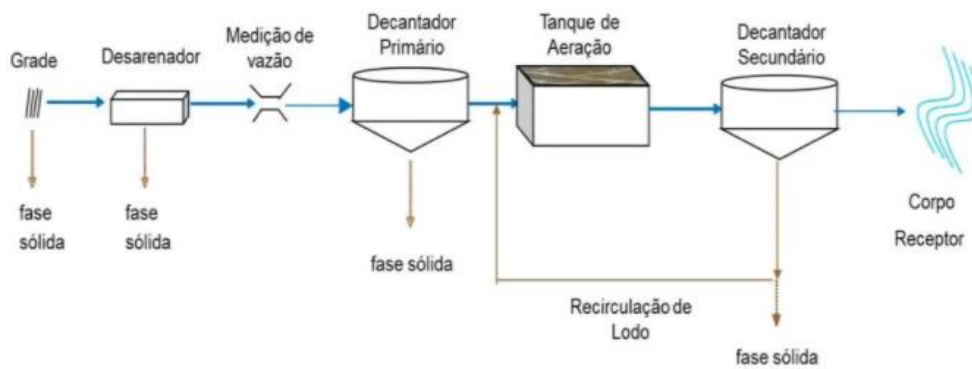 Grade
Desarenador
Medição de
vazão
Decantador
Primário
Tanque de
Aeração
Decantador
Secundário
Corpo
Receptor
fase
sólida
fase
sólida
fase sólida
Recirculação de
Lodo
fase sólida